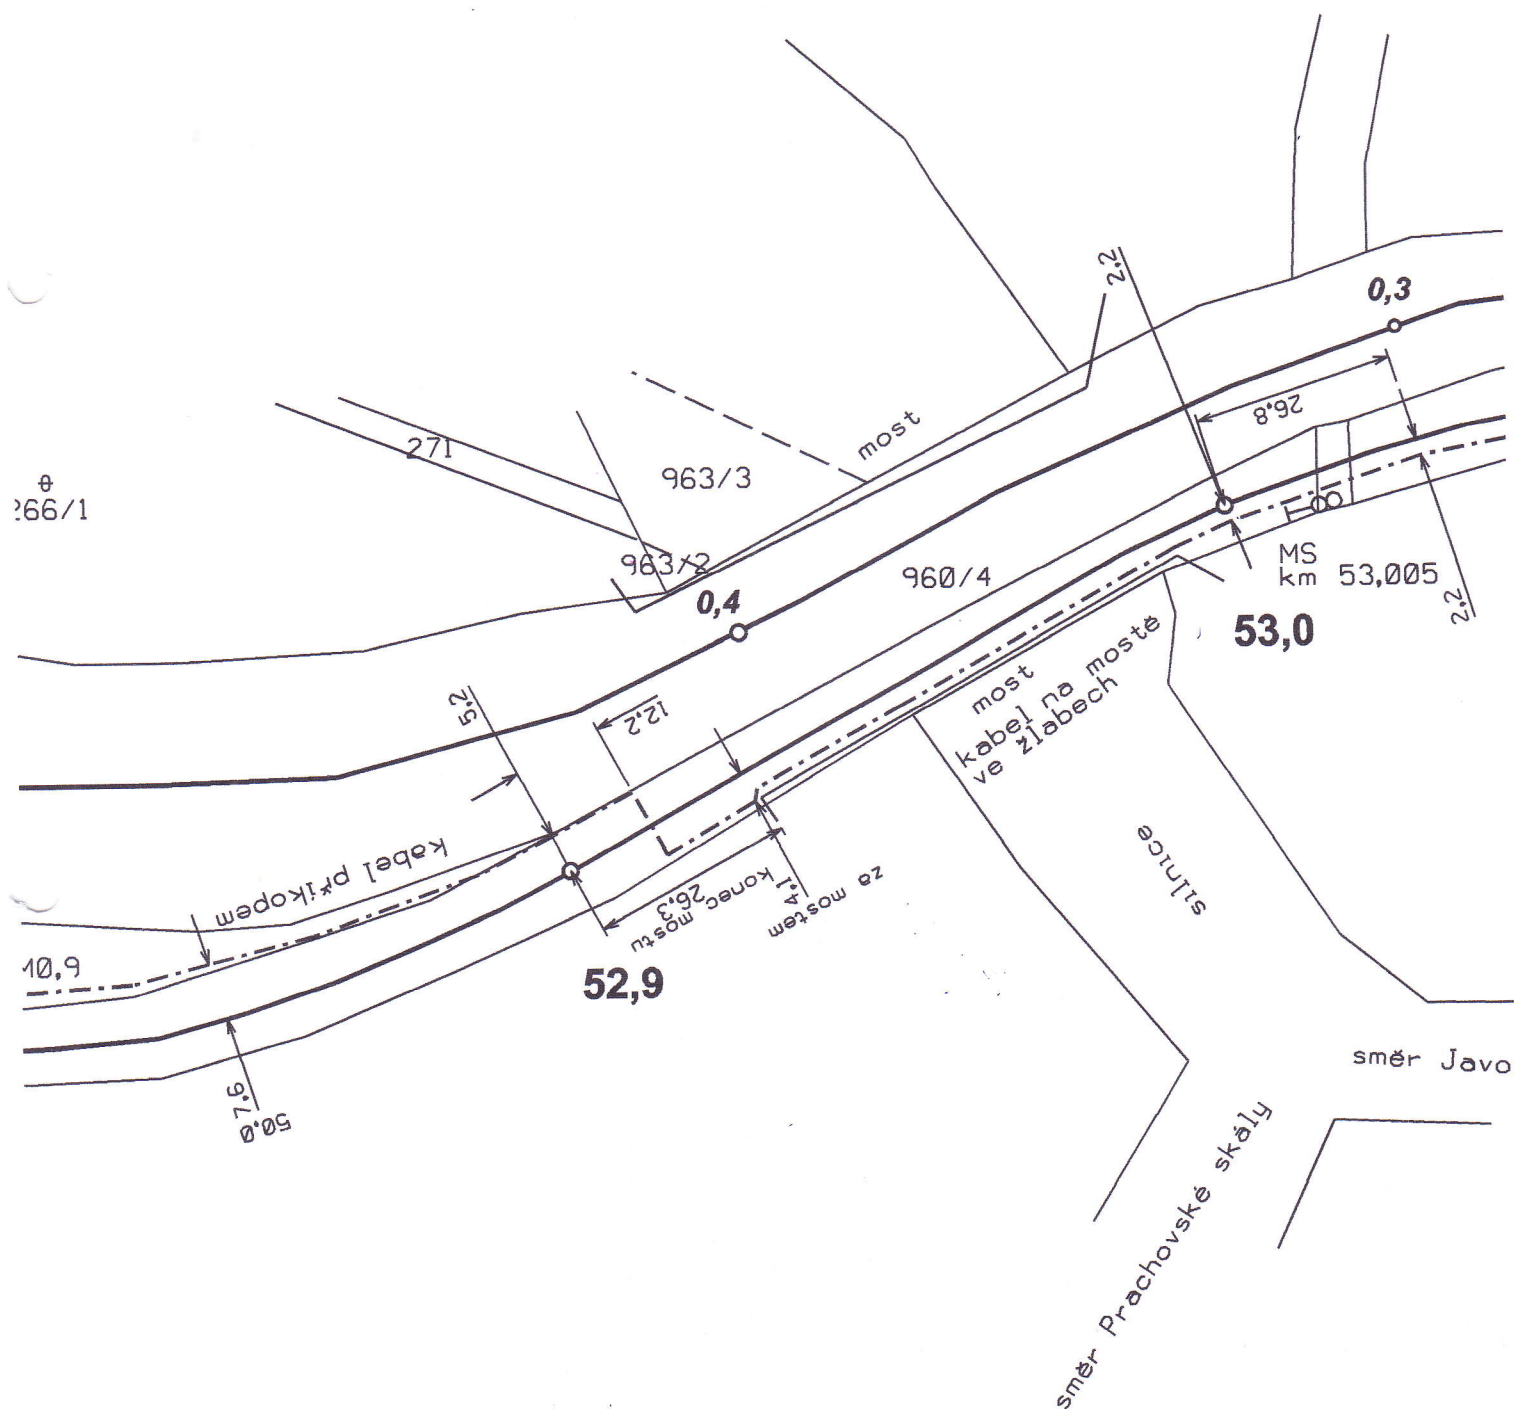 2,2
0,3
26,8
most
271
963/3
266/1
963/2
960/4
0,4
MS
km 53,005
2,2
53,0
most
kabel na mostě
ve žlabech
5,2
12,2
kabel příkopem
silnice
1,4
za mostem
26,3
konec mostu
52,9
10,9
7,6
50,0
směr Javo
směr Prachovské skály